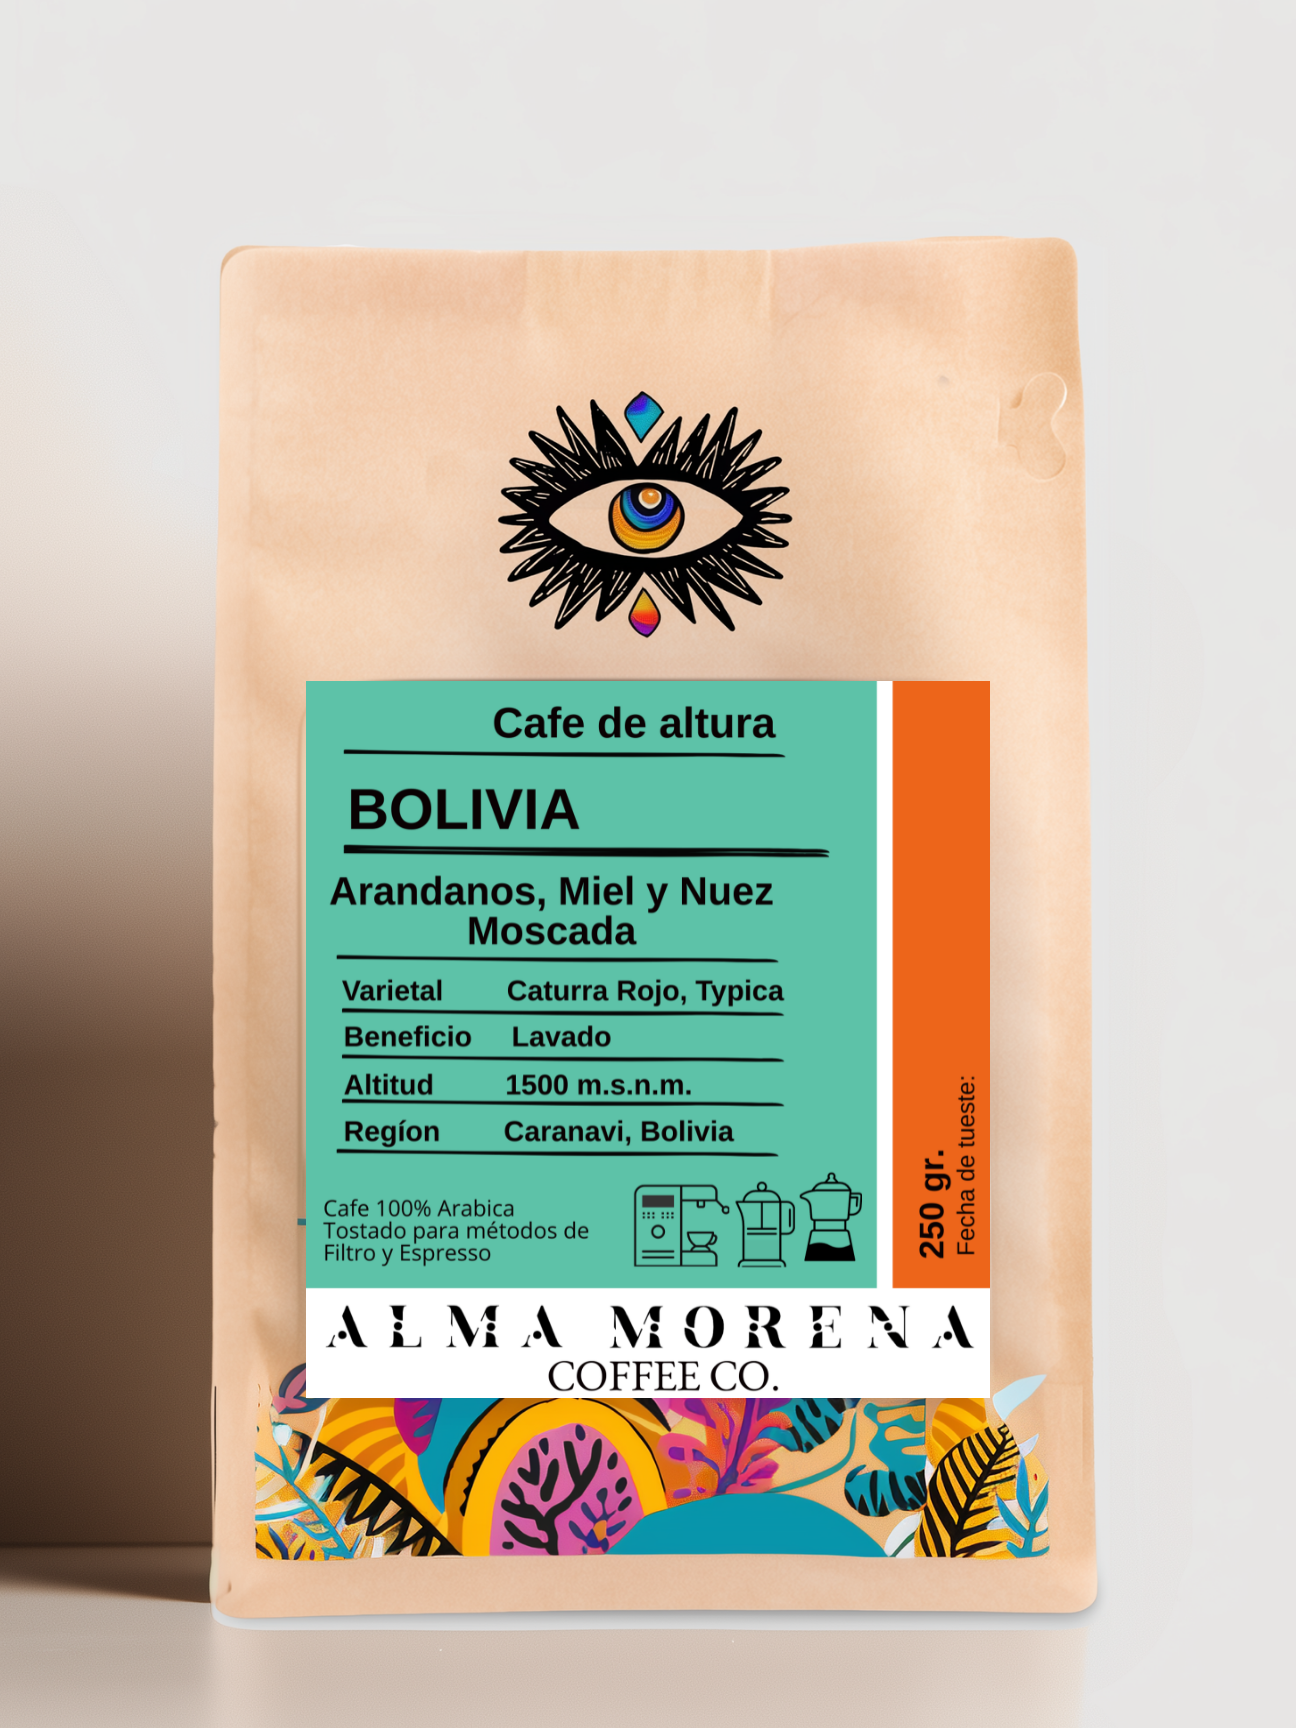 Cafe de altura
BOLIVIA
Arandanos, Miel y Nuez
Moscada
Varietal Caturra Rojo, Typica
Beneficio Lavado
Altitud 1500 m.s.n.m.
Regíon Caranavi, Bolivia
Cafe 100% Arabica
Tostado para métodos de
Filtro y Espresso
250 gr.
Fecha de tueste:
ALMA MORENA
COFFEE CO.